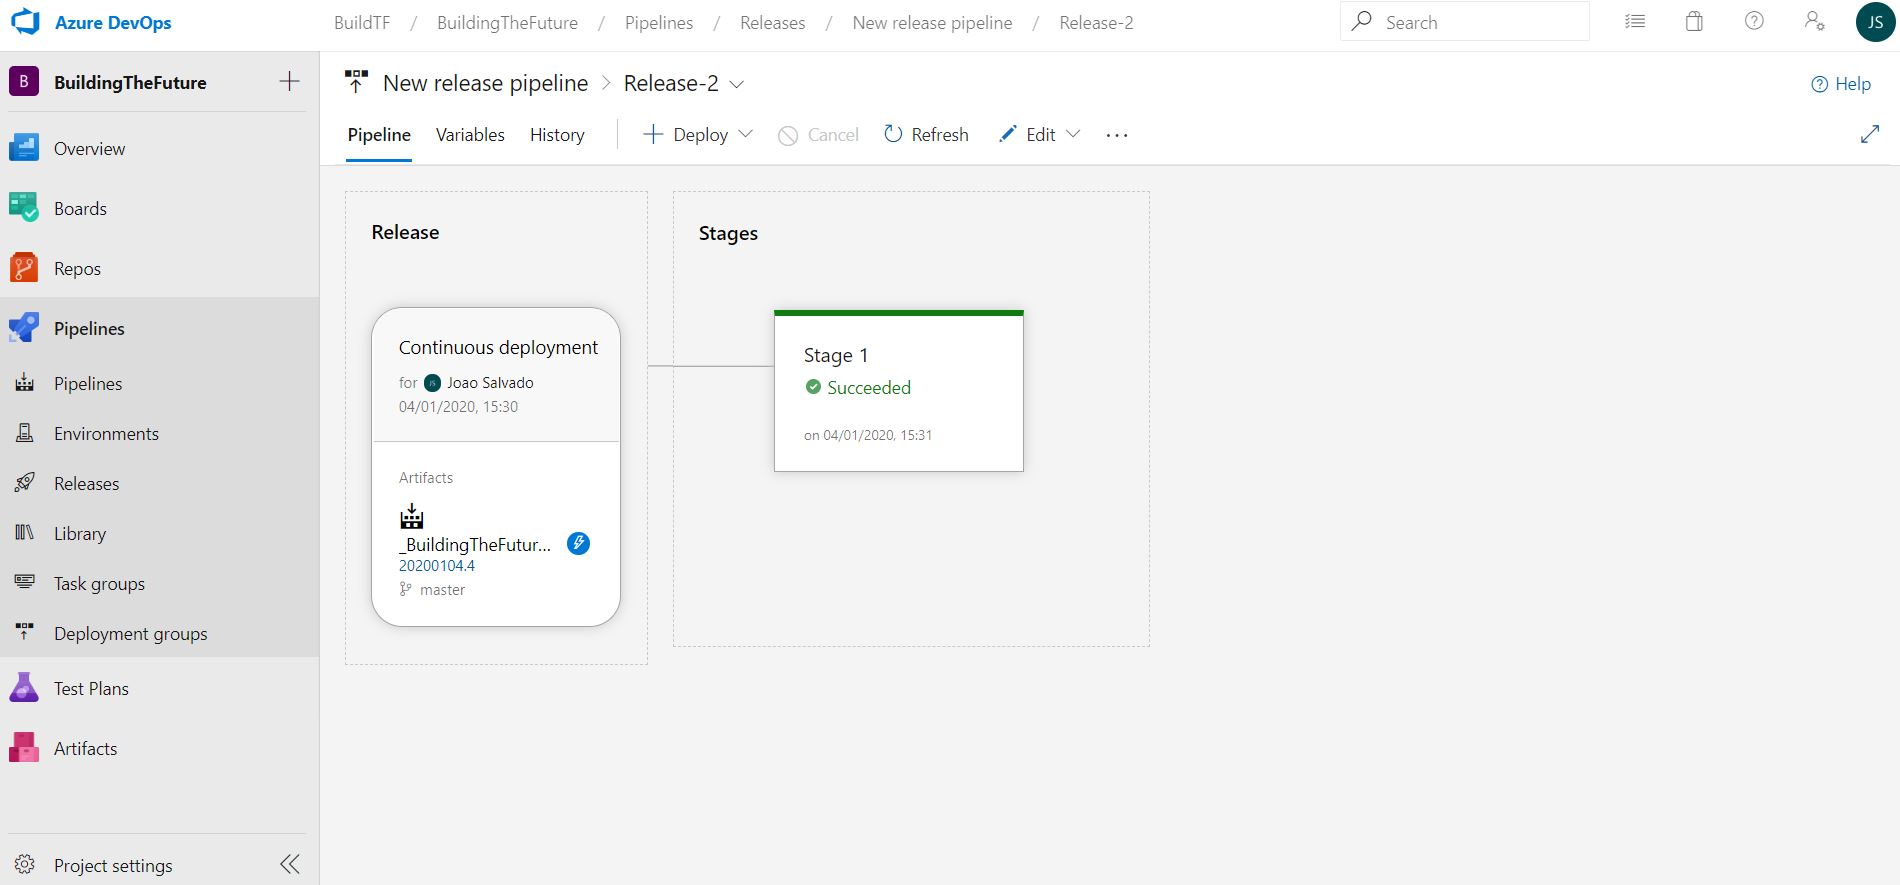 Azure DevOps
BuildTF / BuildingTheFuture / Pipelines / Releases / New release pipeline / Release-2
Search
JS
B BuildingTheFuture
Overview
Boards
Repos
Pipelines
Pipelines
Environments
Releases
Library
Task groups
Deployment groups
Test Plans
Artifacts
Project settings
New release pipeline > Release-2
Help
Pipeline Variables History Deploy Cancel Refresh Edit ...
Release
Continuous deployment
for JS Joao Salvado
04/01/2020, 15:30
Artifacts
_BuildingTheFutur...
20200104.4
master
Stages
Stage 1
Succeeded
on 04/01/2020, 15:31